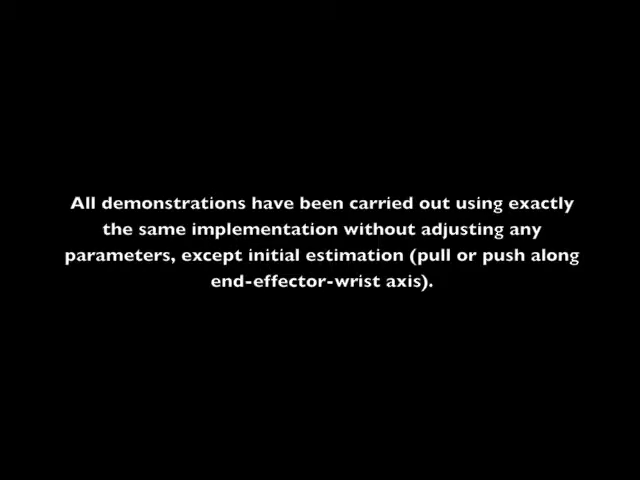 All demonstrations have been carried out using exactly
the same implementation without adjusting any
parameters, except initial estimation (pull or push along
end-effector-wrist axis).